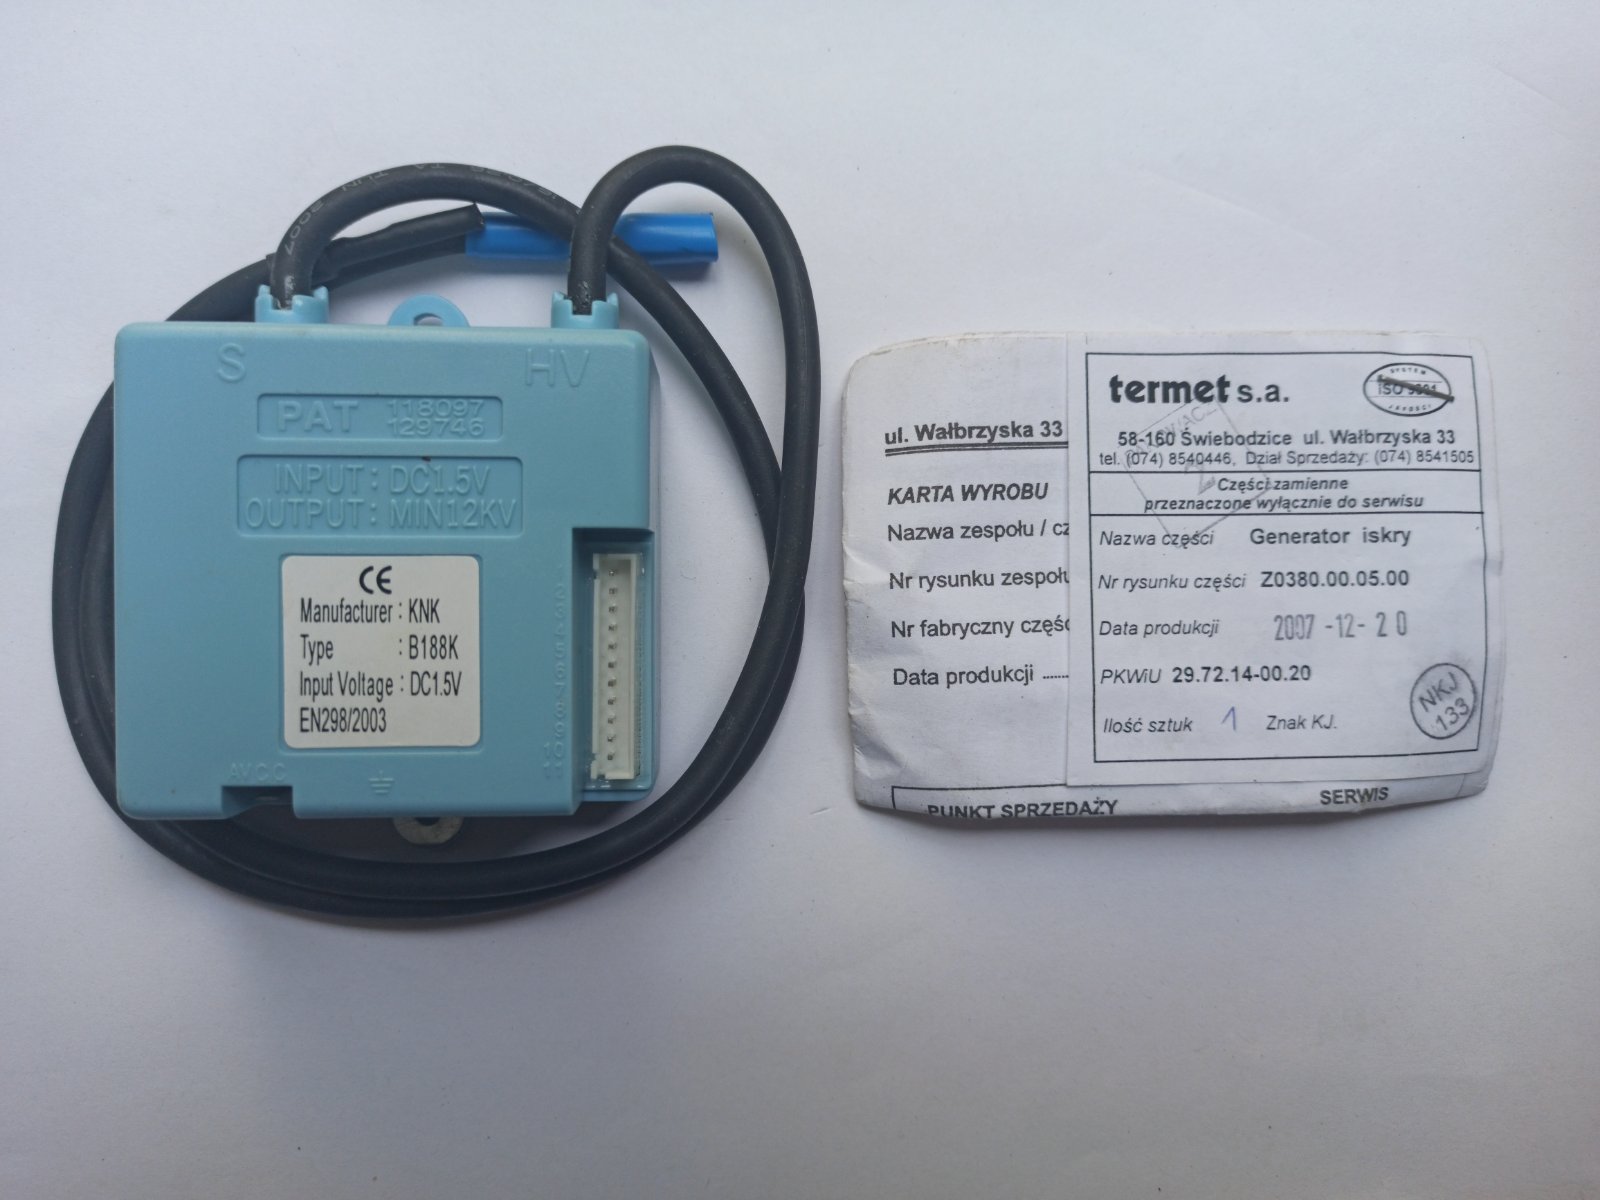 S
HV
PAT 118097
129746
INPUT : DC1.5V
OUTPUT : MIN12KV
CE
Manufacturer : KNK
Type : B188K
Input Voltage : DC1.5V
EN298/2003
AVCC
10
11
ul. Wałbrzyska 33
KARTA WYROBU
Nazwa zespołu /
Nr rysunku zespołu
Nr fabryczny
Data produkcji ........
PUNKT SPRZEDAŻY
SERWIS
termet s.a.
SYSTEM
ISO 9001
JAKOŚCI
58-160 Świebodzice ul. Wałbrzyska 33
tel. (074) 8540446, Dział Sprzedaży: (074) 8541505
Części zamienne
przeznaczone wyłącznie do serwisu
Nazwa części Generator iskry
Nr rysunku części Z0380.00.05.00
Data produkcji 2007-12-20
PKWiU 29.72.14-00.20
Ilość sztuk 1 Znak KJ.
NKJ
133